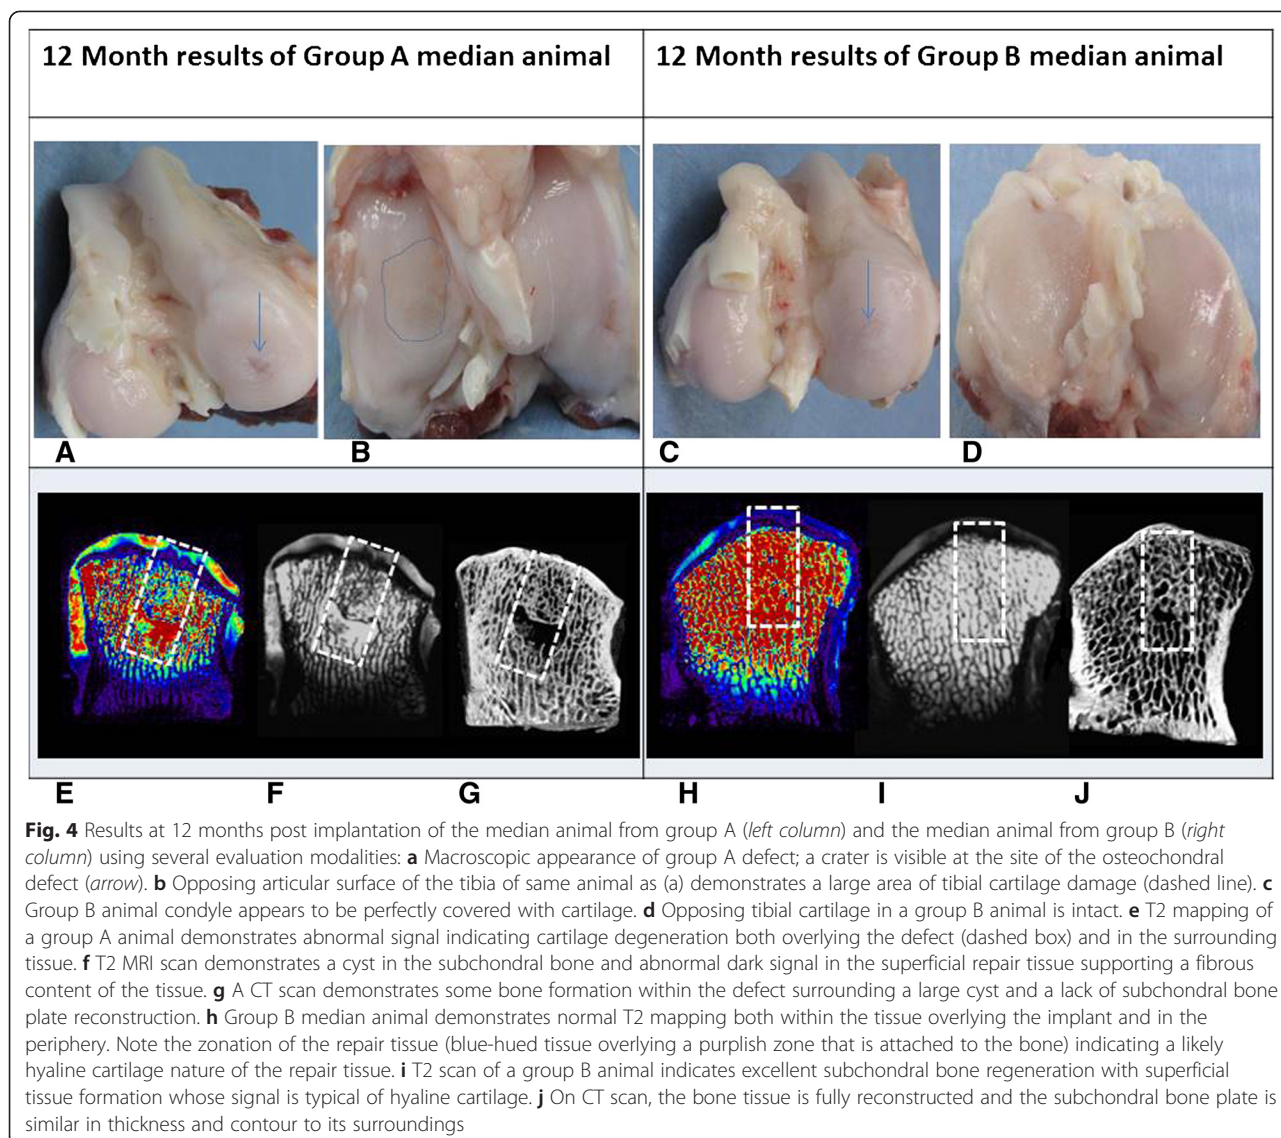 12 Month results of Group A median animal
12 Month results of Group B median animal
A
B
C
D
E
F
G
H
I
J
Fig. 4 Results at 12 months post implantation of the median animal from group A (left column) and the median animal from group B (right
column) using several evaluation modalities: a Macroscopic appearance of group A defect; a crater is visible at the site of the osteochondral
defect (arrow). b Opposing articular surface of the tibia of same animal as (a) demonstrates a large area of tibial cartilage damage (dashed line). c
Group B animal condyle appears to be perfectly covered with cartilage. d Opposing tibial cartilage in a group B animal is intact. e T2 mapping of
a group A animal demonstrates abnormal signal indicating cartilage degeneration both overlying the defect (dashed box) and in the surrounding
tissue. f T2 MRI scan demonstrates a cyst in the subchondral bone and abnormal dark signal in the superficial repair tissue supporting a fibrous
content of the tissue. g A CT scan demonstrates some bone formation within the defect surrounding a large cyst and a lack of subchondral bone
plate reconstruction. h Group B median animal demonstrates normal T2 mapping both within the tissue overlying the implant and in the
periphery. Note the zonation of the repair tissue (blue-hued tissue overlying a purplish zone that is attached to the bone) indicating a likely
hyaline cartilage nature of the repair tissue. i T2 scan of a group B animal indicates excellent subchondral bone regeneration with superficial
tissue formation whose signal is typical of hyaline cartilage. j On CT scan, the bone tissue is fully reconstructed and the subchondral bone plate is
similar in thickness and contour to its surroundings